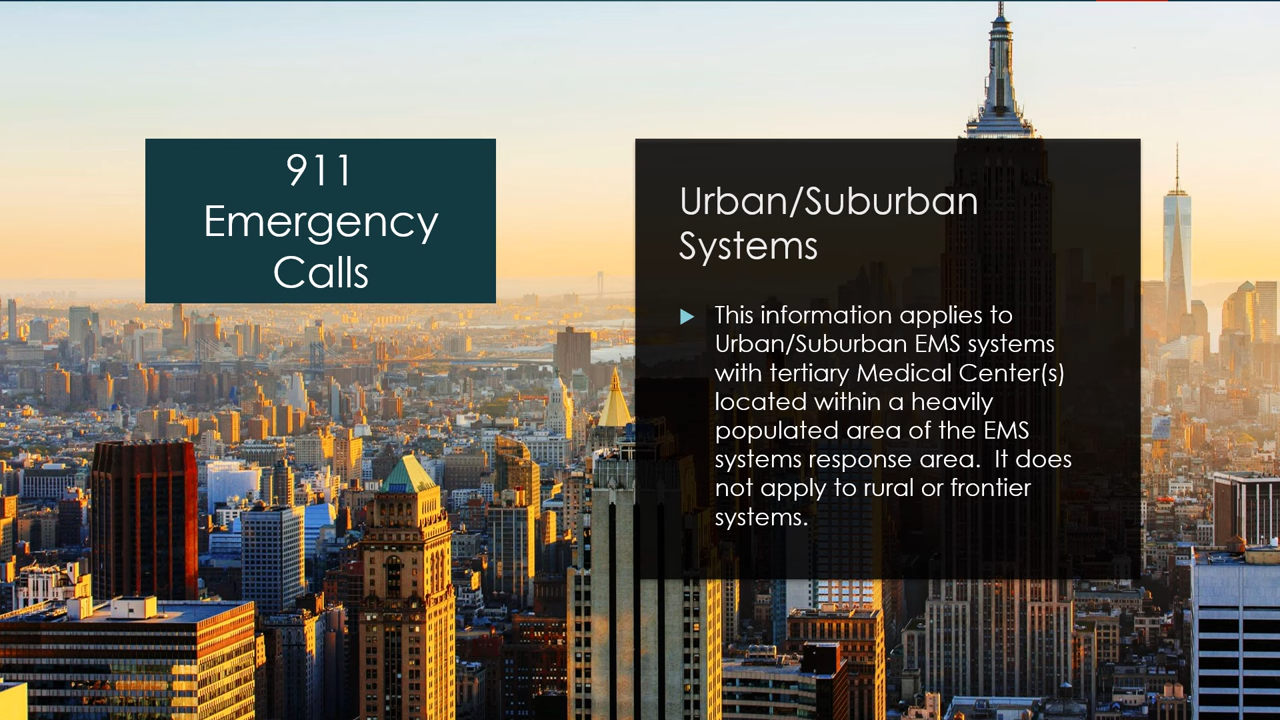 911
Emergency
Calls
Urban/Suburban
Systems
This information applies to
Urban/Suburban EMS systems
with tertiary Medical Center(s)
located within a heavily
populated area of the EMS
systems response area.  It does
not apply to rural or frontier
systems.